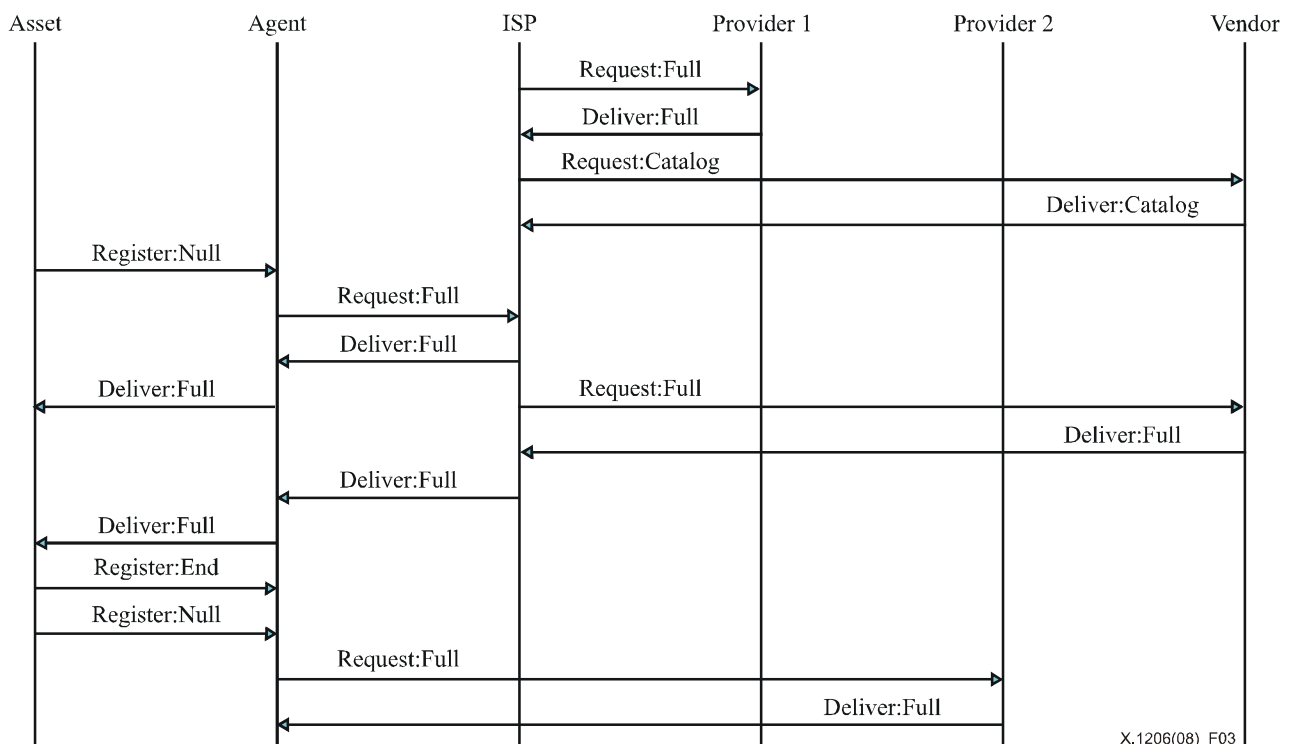 Asset Agent ISP Provider 1 Provider 2 Vendor
Request:Full
Deliver:Full
Request:Catalog
Deliver:Catalog
Register:Null
Request:Full
Deliver:Full
Deliver:Full Request:Full
Deliver:Full
Deliver:Full
Deliver:Full
Register:End
Register:Null
Request:Full
Deliver:Full
X.1206(08)_F03